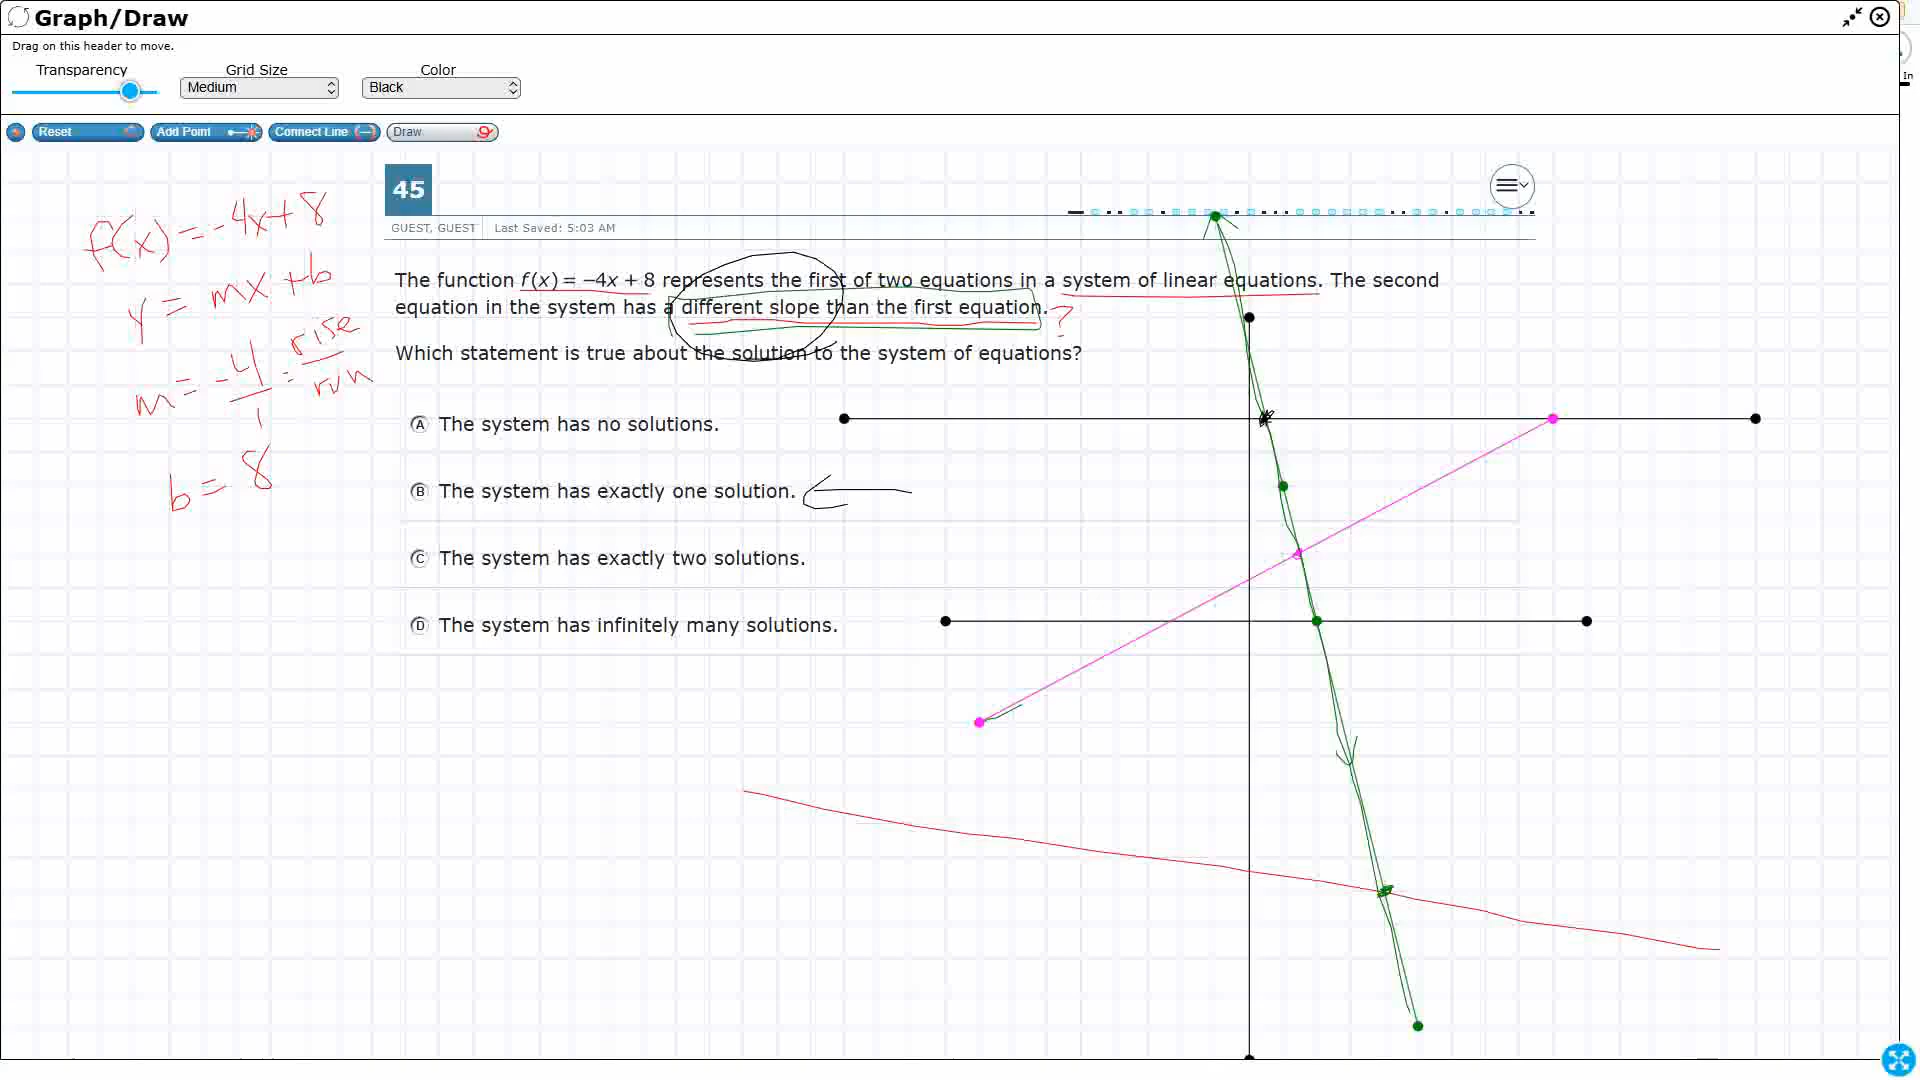 Graph/Draw
Drag on this header to move.
Transparency Grid Size Color
Medium Black
In
Reset Add Point Connect Line Draw
45
GUEST, GUEST Last Saved: 5:03 AM
The function f(x) = −4x + 8 represents the first of two equations in a system of linear equations. The second
equation in the system has a different slope than the first equation. ?
Which statement is true about the solution to the system of equations?
A The system has no solutions.
B The system has exactly one solution.
C The system has exactly two solutions.
D The system has infinitely many solutions.
f(x) = -4x + 8
y = mx + b
m = -4/1 = rise/run
b = 8